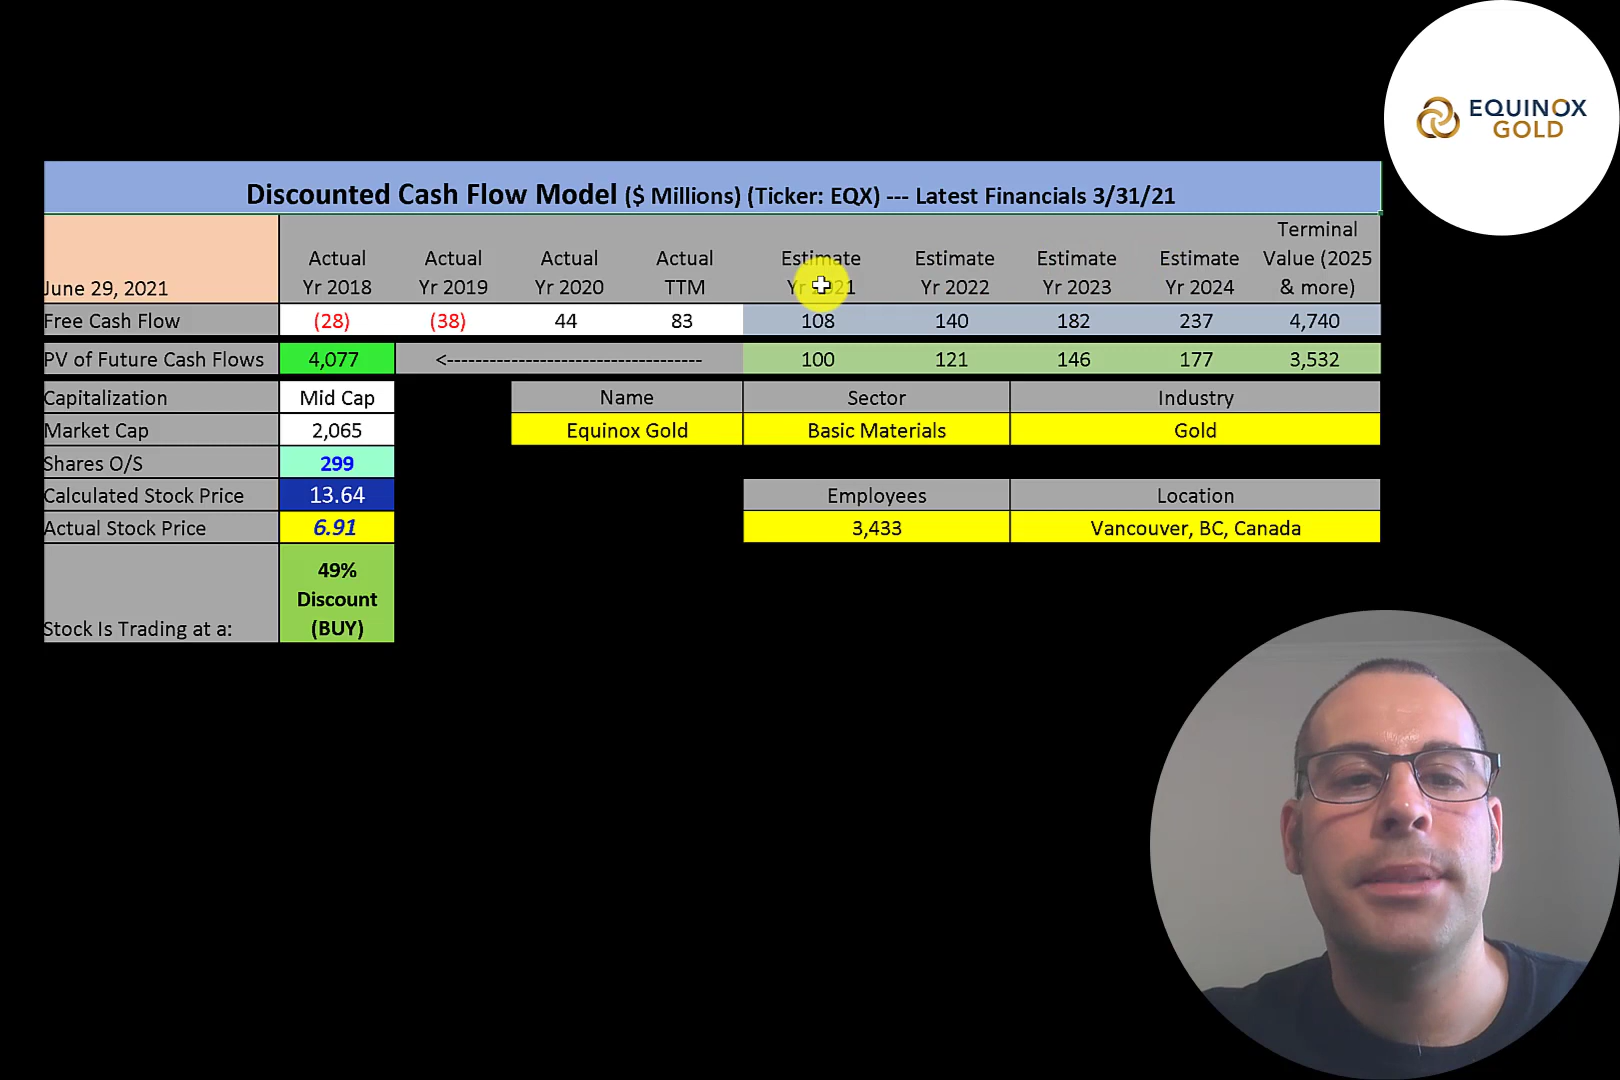 EQUINOX
GOLD
Discounted Cash Flow Model ($ Millions) (Ticker: EQX) --- Latest Financials 3/31/21
June 29, 2021 Actual Yr 2018 Actual Yr 2019 Actual Yr 2020 Actual TTM Estimate Yr 2021 Estimate Yr 2022 Estimate Yr 2023 Estimate Yr 2024 Terminal Value (2025 & more)
Free Cash Flow (28) (38) 44 83 108 140 182 237 4,740
PV of Future Cash Flows 4,077 <---------------------------------- 100 121 146 177 3,532
Capitalization Mid Cap Name Sector Industry
Market Cap 2,065 Equinox Gold Basic Materials Gold
Shares O/S 299
Calculated Stock Price 13.64 Employees Location
Actual Stock Price 6.91 3,433 Vancouver, BC, Canada
Stock Is Trading at a: 49% Discount (BUY)